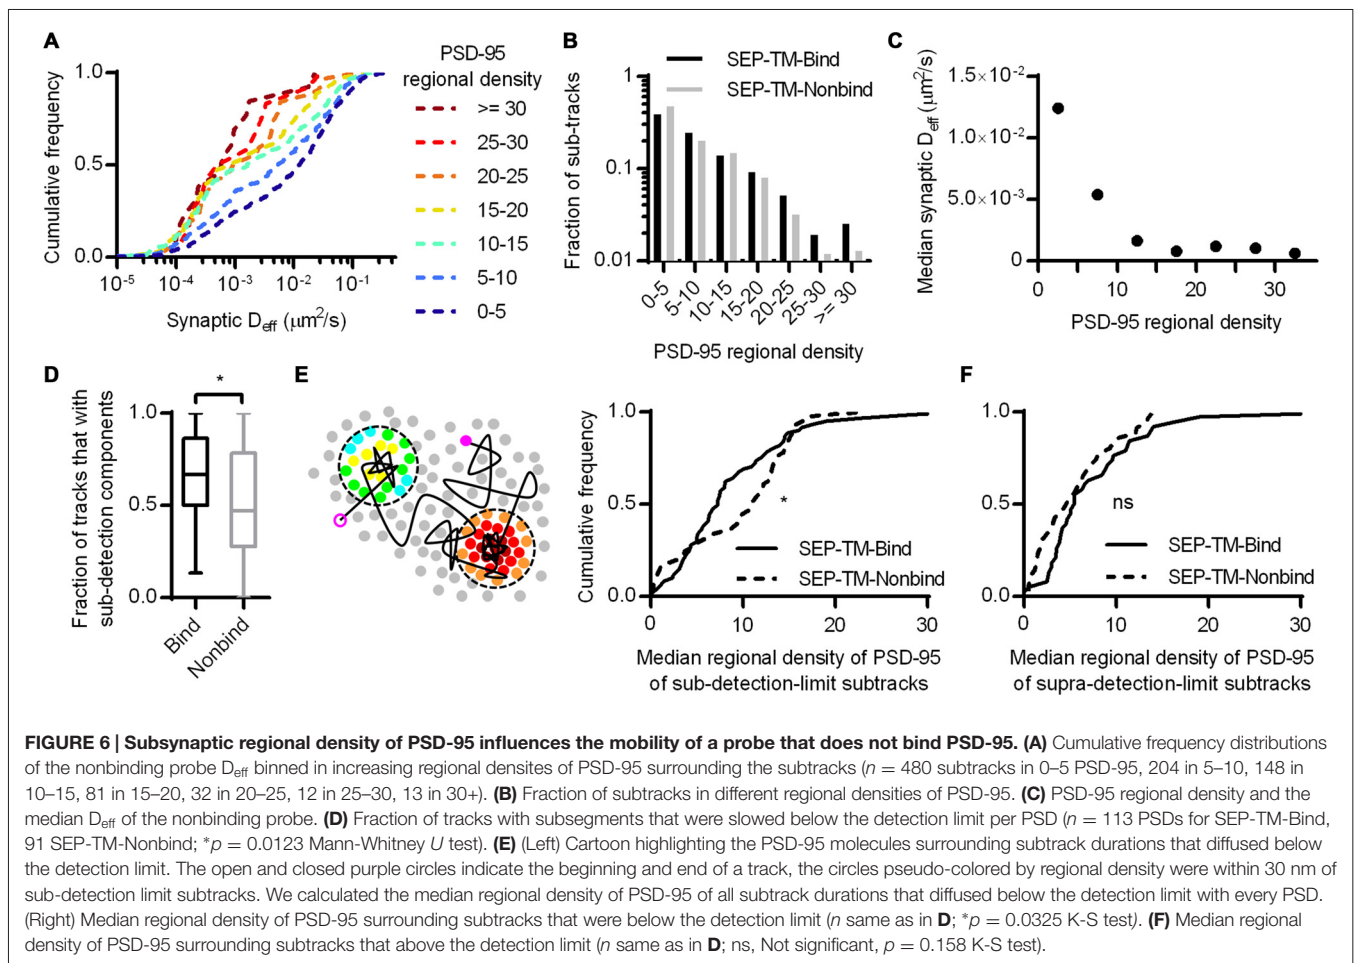 A
PSD-95
regional density
Cumulative frequency
1.0
0.5
0.0
10-5
10-4
10-3
10-2
10-1
Synaptic Deff (μm2/s)
>= 30
25-30
20-25
15-20
10-15
5-10
0-5
B
SEP-TM-Bind
SEP-TM-Nonbind
Fraction of sub-tracks
1
0.1
0.01
0-5
5-10
10-15
15-20
20-25
25-30
>= 30
PSD-95 regional density
C
Median synaptic Deff (μm2/s)
1.5×10-2
1.0×10-2
5.0×10-3
0
0
10
20
30
PSD-95 regional density
D
*
Fraction of tracks that with
sub-detection components
1.0
0.5
0.0
Bind
Nonbind
E
Cumulative frequency
1.0
0.5
0.0
*
SEP-TM-Bind
SEP-TM-Nonbind
0
10
20
30
Median regional density of PSD-95
of sub-detection-limit subtracks
F
1.0
0.5
0.0
ns
SEP-TM-Bind
SEP-TM-Nonbind
0
10
20
30
Median regional density of PSD-95
of supra-detection-limit subtracks
FIGURE 6 | Subsynaptic regional density of PSD-95 influences the mobility of a probe that does not bind PSD-95. (A) Cumulative frequency distributions
of the nonbinding probe Deff binned in increasing regional densites of PSD-95 surrounding the subtracks (n = 480 subtracks in 0–5 PSD-95, 204 in 5–10, 148 in
10–15, 81 in 15–20, 32 in 20–25, 12 in 25–30, 13 in 30+). (B) Fraction of subtracks in different regional densities of PSD-95. (C) PSD-95 regional density and the
median Deff of the nonbinding probe. (D) Fraction of tracks with subsegments that were slowed below the detection limit per PSD (n = 113 PSDs for SEP-TM-Bind,
91 SEP-TM-Nonbind; *p = 0.0123 Mann-Whitney U test). (E) (Left) Cartoon highlighting the PSD-95 molecules surrounding subtrack durations that diffused below
the detection limit. The open and closed purple circles indicate the beginning and end of a track, the circles pseudo-colored by regional density were within 30 nm of
sub-detection limit subtracks. We calculated the median regional density of PSD-95 of all subtrack durations that diffused below the detection limit with every PSD.
(Right) Median regional density of PSD-95 surrounding subtracks that were below the detection limit (n same as in D; *p = 0.0325 K-S test). (F) Median regional
density of PSD-95 surrounding subtracks that above the detection limit (n same as in D; ns, Not significant, p = 0.158 K-S test).